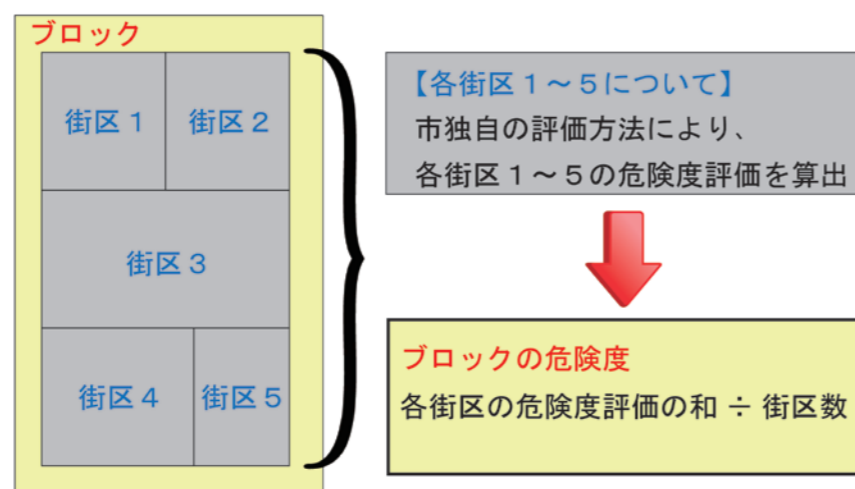 ブロック
街区１
街区２
街区３
街区４
街区５
【各街区１～５について】
市独自の評価方法により、
各街区１～５の危険度評価を算出
ブロックの危険度
各街区の危険度評価の和 ÷ 街区数